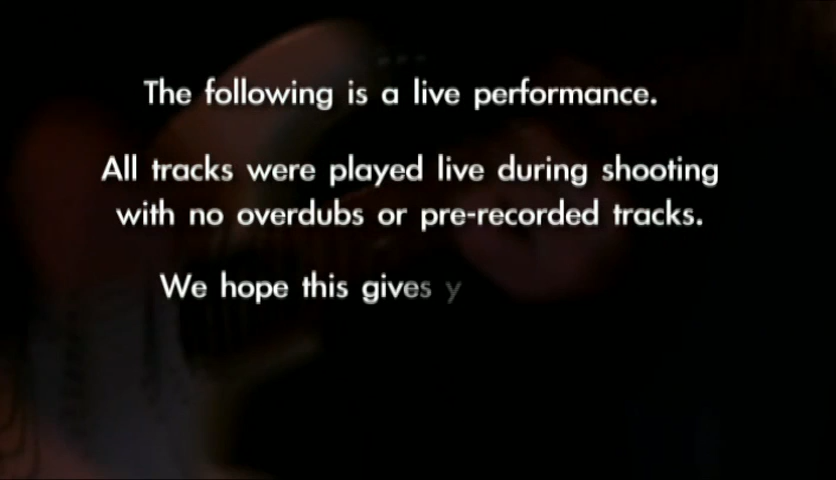 The following is a live performance.
All tracks were played live during shooting
with no overdubs or pre-recorded tracks.
We hope this gives y